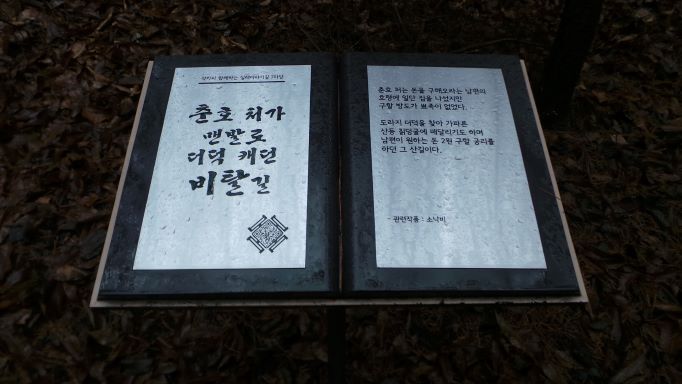 춘호 처가
맨발로
더덕 캐던
비탈길
춘호 처는 돈을 구해오라는 남편의
호령에 일단 집을 나섰지만
구할 방도가 뾰족이 없었다.
도라지 더덕을 찾아 가파른
산등 칡덩굴에 매달리기도 하며
남편이 원하는 돈 2원 구할 궁리를
하던 그 산길이다.
- 관련작품 : 소낙비